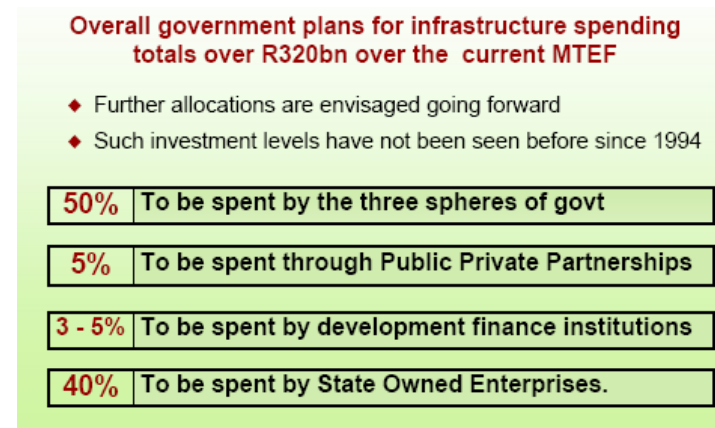 Overall government plans for infrastructure spending
totals over R320bn over the current MTEF
◆ Further allocations are envisaged going forward
◆ Such investment levels have not been seen before since 1994
50% To be spent by the three spheres of govt
5% To be spent through Public Private Partnerships
3 - 5% To be spent by development finance institutions
40% To be spent by State Owned Enterprises.